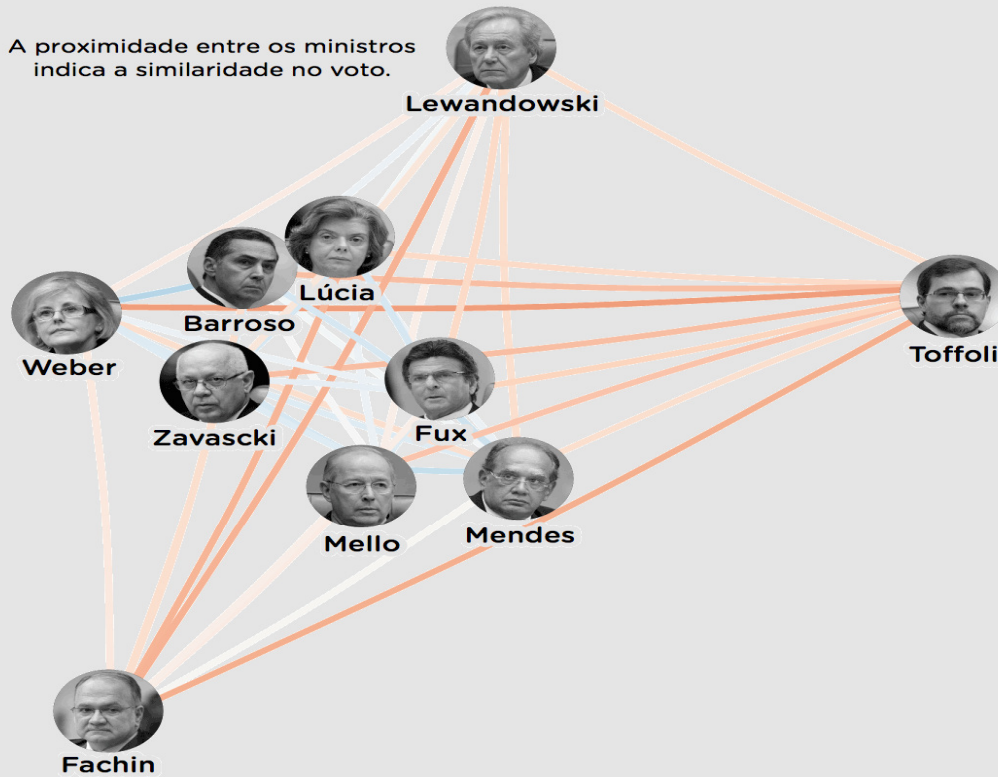 A proximidade entre os ministros
indica a similaridade no voto.
Lewandowski
Lúcia
Barroso
Weber
Toffoli
Zavascki
Fux
Mello
Mendes
Fachin